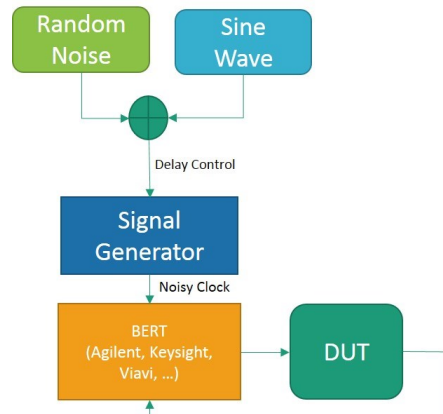 Random
Noise
Sine
Wave
Delay Control
Signal
Generator
Noisy Clock
BERT
(Agilent, Keysight,
Viavi, ...)
DUT